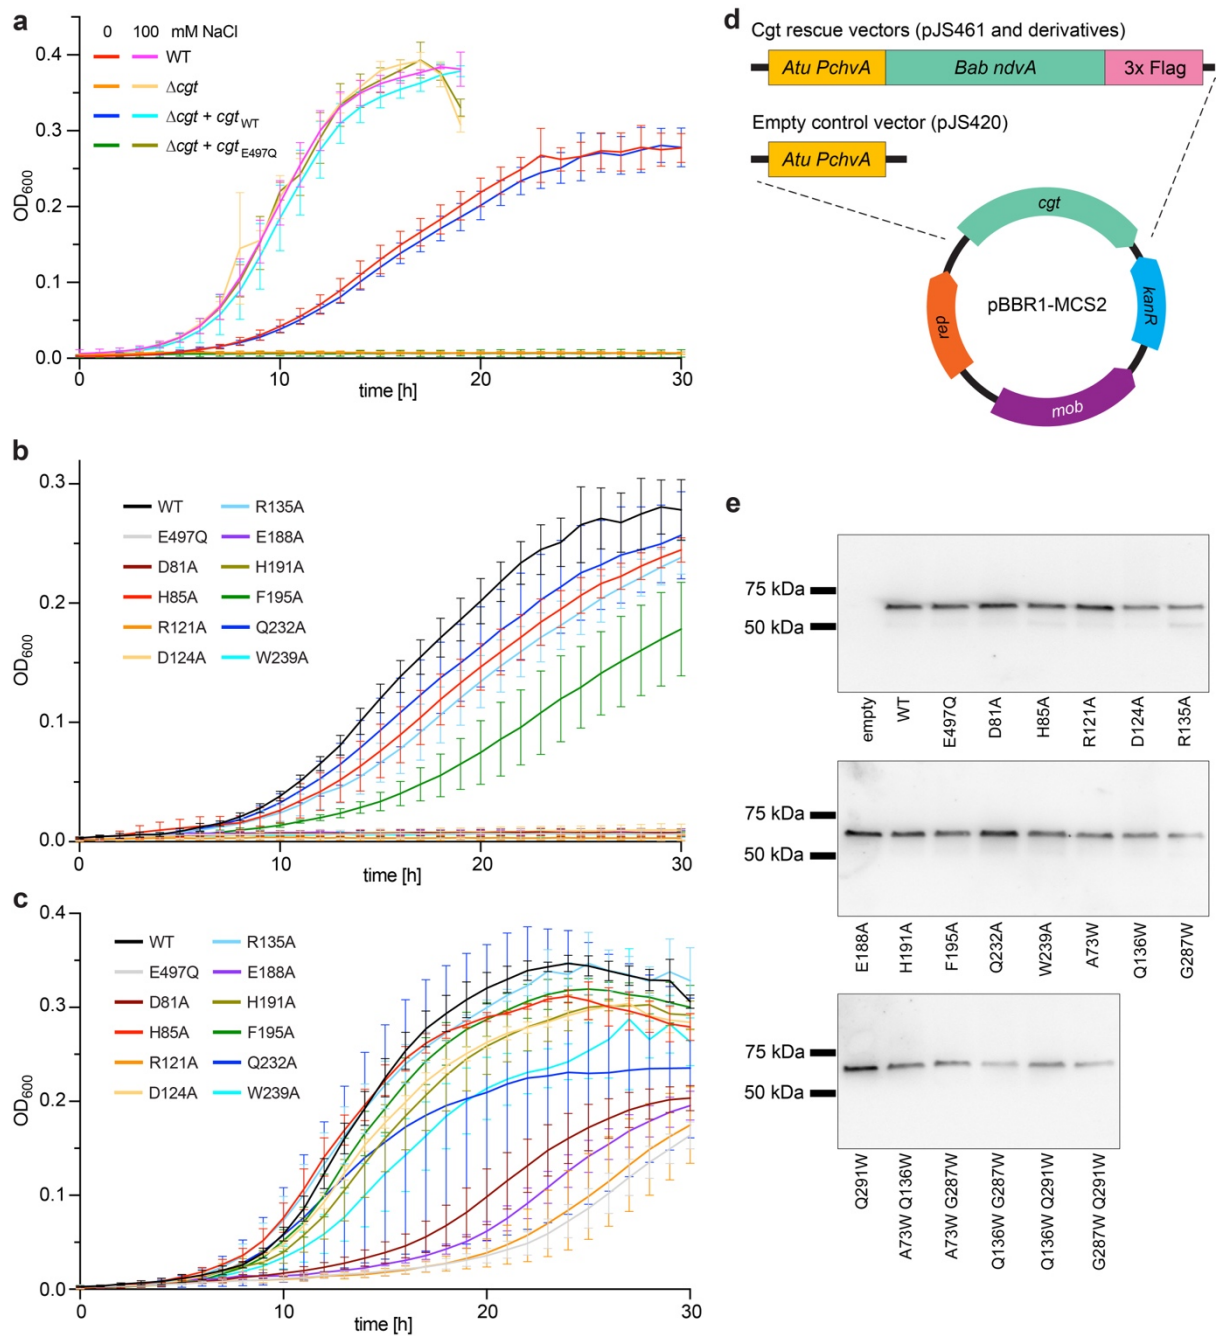 a
0 100 mM NaCl
WT
Δcgt
Δcgt + cgt WT
Δcgt + cgt E497Q
0.4
0.3
0.2
0.1
0.0
OD600
0 10 20 30
time [h]
b
0.3
0.2
0.1
0.0
OD600
WT R135A
E497Q E188A
D81A H191A
H85A F195A
R121A Q232A
D124A W239A
0 10 20 30
time [h]
c
0.4
0.3
0.2
0.1
0.0
OD600
WT R135A
E497Q E188A
D81A H191A
H85A F195A
R121A Q232A
D124A W239A
0 10 20 30
time [h]
d
Cgt rescue vectors (pJS461 and derivatives)
Atu PchvA Bab ndvA 3x Flag
Empty control vector (pJS420)
Atu PchvA
cgt
kanR
mob
rep
pBBR1-MCS2
e
75 kDa
50 kDa
empty WT E497Q D81A H85A R121A D124A R135A
75 kDa
50 kDa
E188A H191A F195A Q232A W239A A73W Q136W G287W
75 kDa
50 kDa
Q291W A73W Q136W A73W G287W Q136W G287W Q136W Q291W G287W Q291W